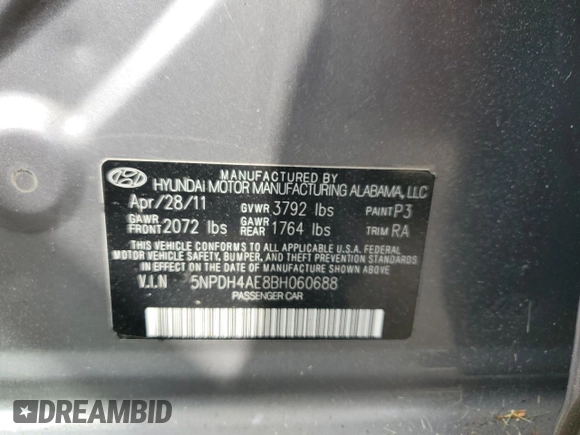 MANUFACTURED BY
HYUNDAI MOTOR MANUFACTURING ALABAMA, LLC
Apr/28/11 GVWR 3792 lbs PAINT P3
GAWR FRONT 2072 lbs GAWR REAR 1764 lbs TRIM RA
THIS VEHICLE CONFORMS TO ALL APPLICABLE U.S.A. FEDERAL
MOTOR VEHICLE SAFETY, BUMPER, AND THEFT PREVENTION STANDARDS
IN EFFECT ON THE DATE OF MANUFACTURE SHOWN ABOVE.
V.I.N 5NPDH4AE8BH060688
PASSENGER CAR
DREAMBID